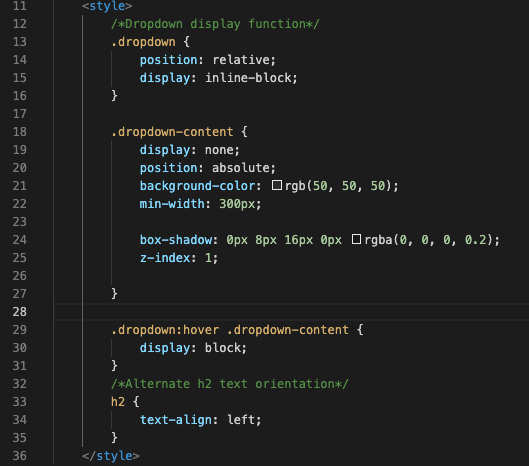 11 <style>
12 /*Dropdown display function*/
13 .dropdown {
14 position: relative;
15 display: inline-block;
16 }
17
18 .dropdown-content {
19 display: none;
20 position: absolute;
21 background-color: rgb(50, 50, 50);
22 min-width: 300px;
23
24 box-shadow: 0px 8px 16px 0px rgba(0, 0, 0, 0.2);
25 z-index: 1;
26
27 }
28
29 .dropdown:hover .dropdown-content {
30 display: block;
31 }
32 /*Alternate h2 text orientation*/
33 h2 {
34 text-align: left;
35 }
36 </style>